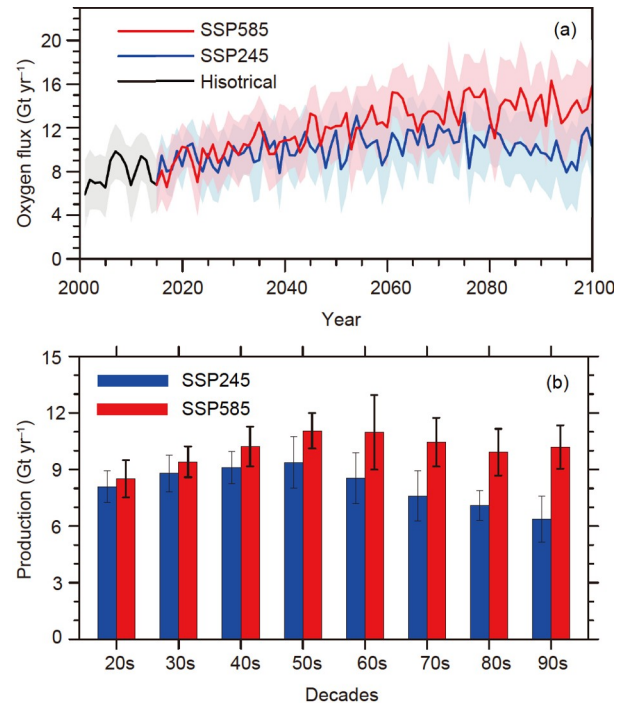 (a)
SSP585
SSP245
Hisotrical
Oxygen flux (Gt yr⁻¹)
20
16
12
8
4
0
2000 2020 2040 2060 2080 2100
Year
(b)
SSP245
SSP585
Production (Gt yr⁻¹)
15
12
9
6
3
0
20s 30s 40s 50s 60s 70s 80s 90s
Decades